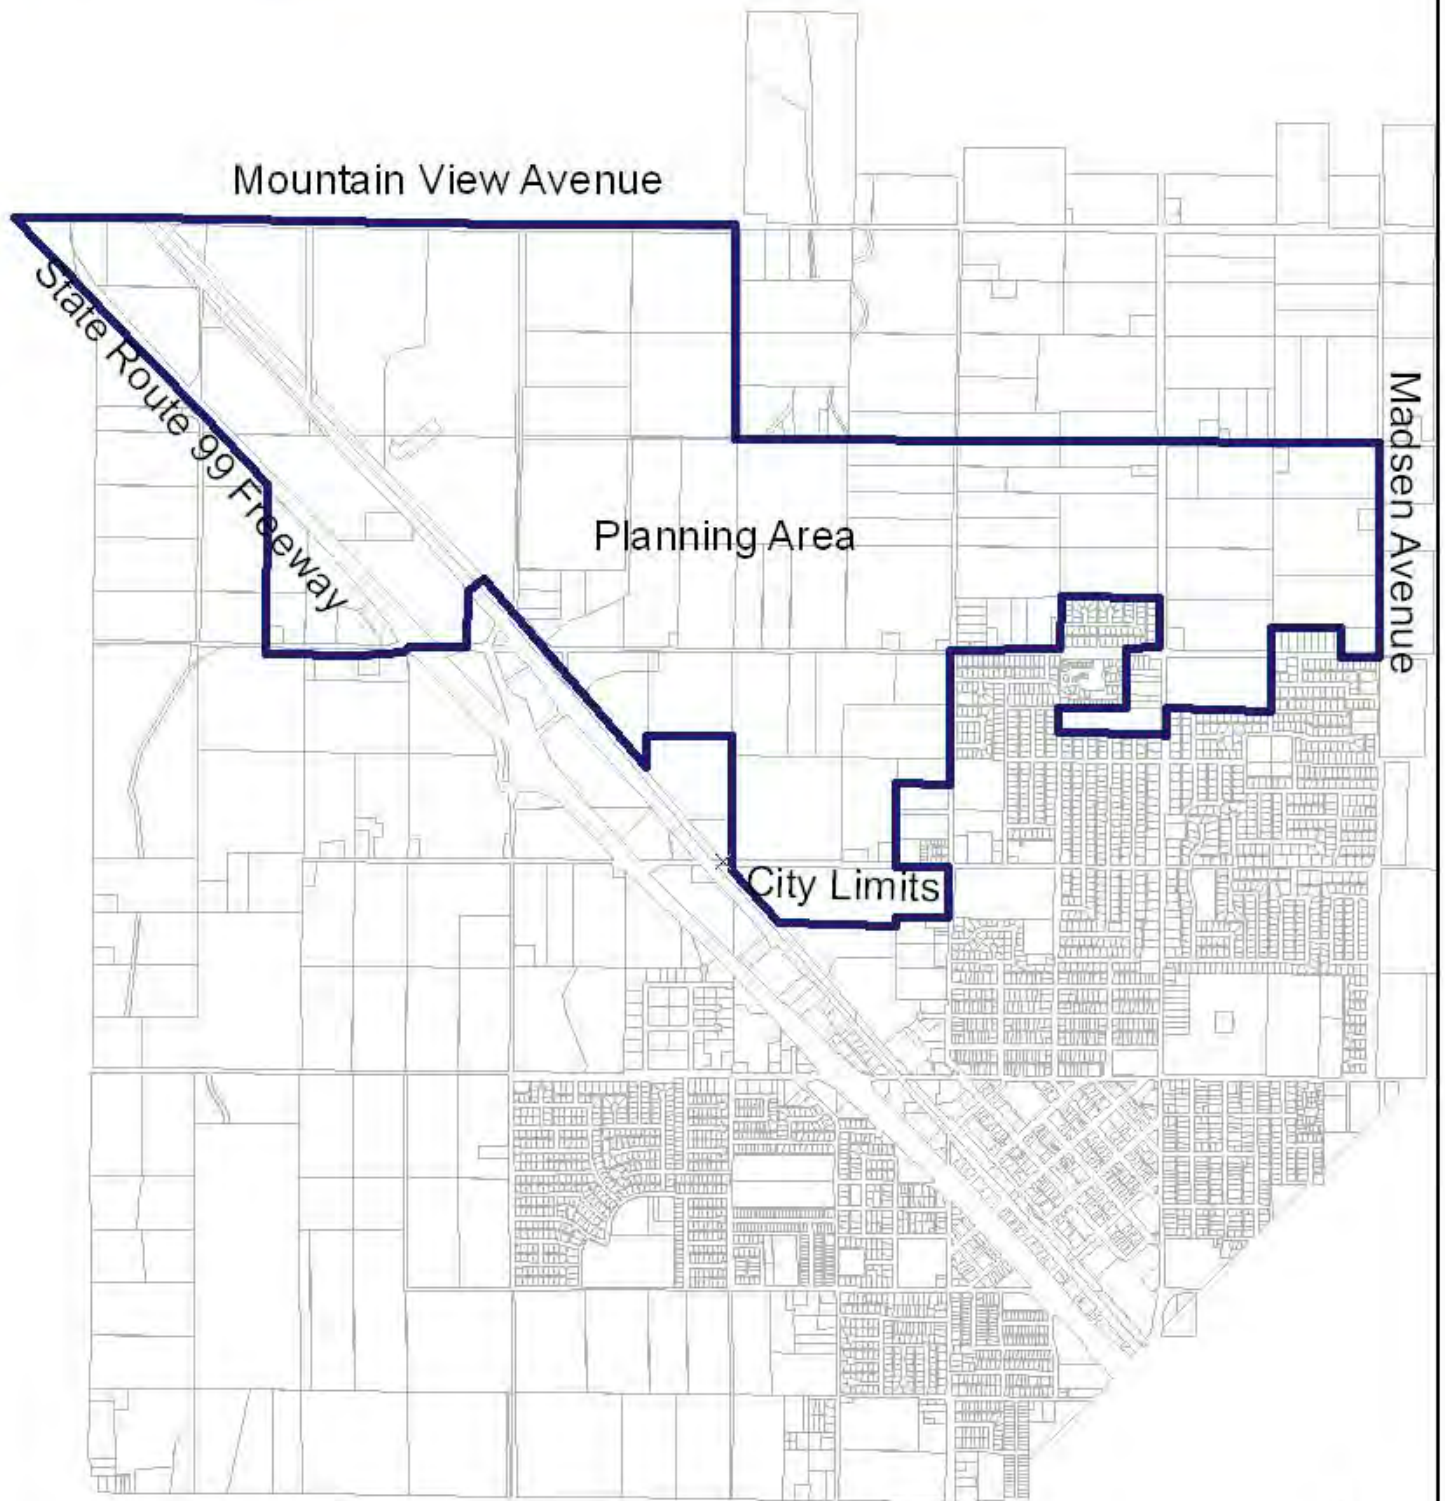 Mountain View Avenue
State Route 99 Freeway
Madsen Avenue
Planning Area
City Limits